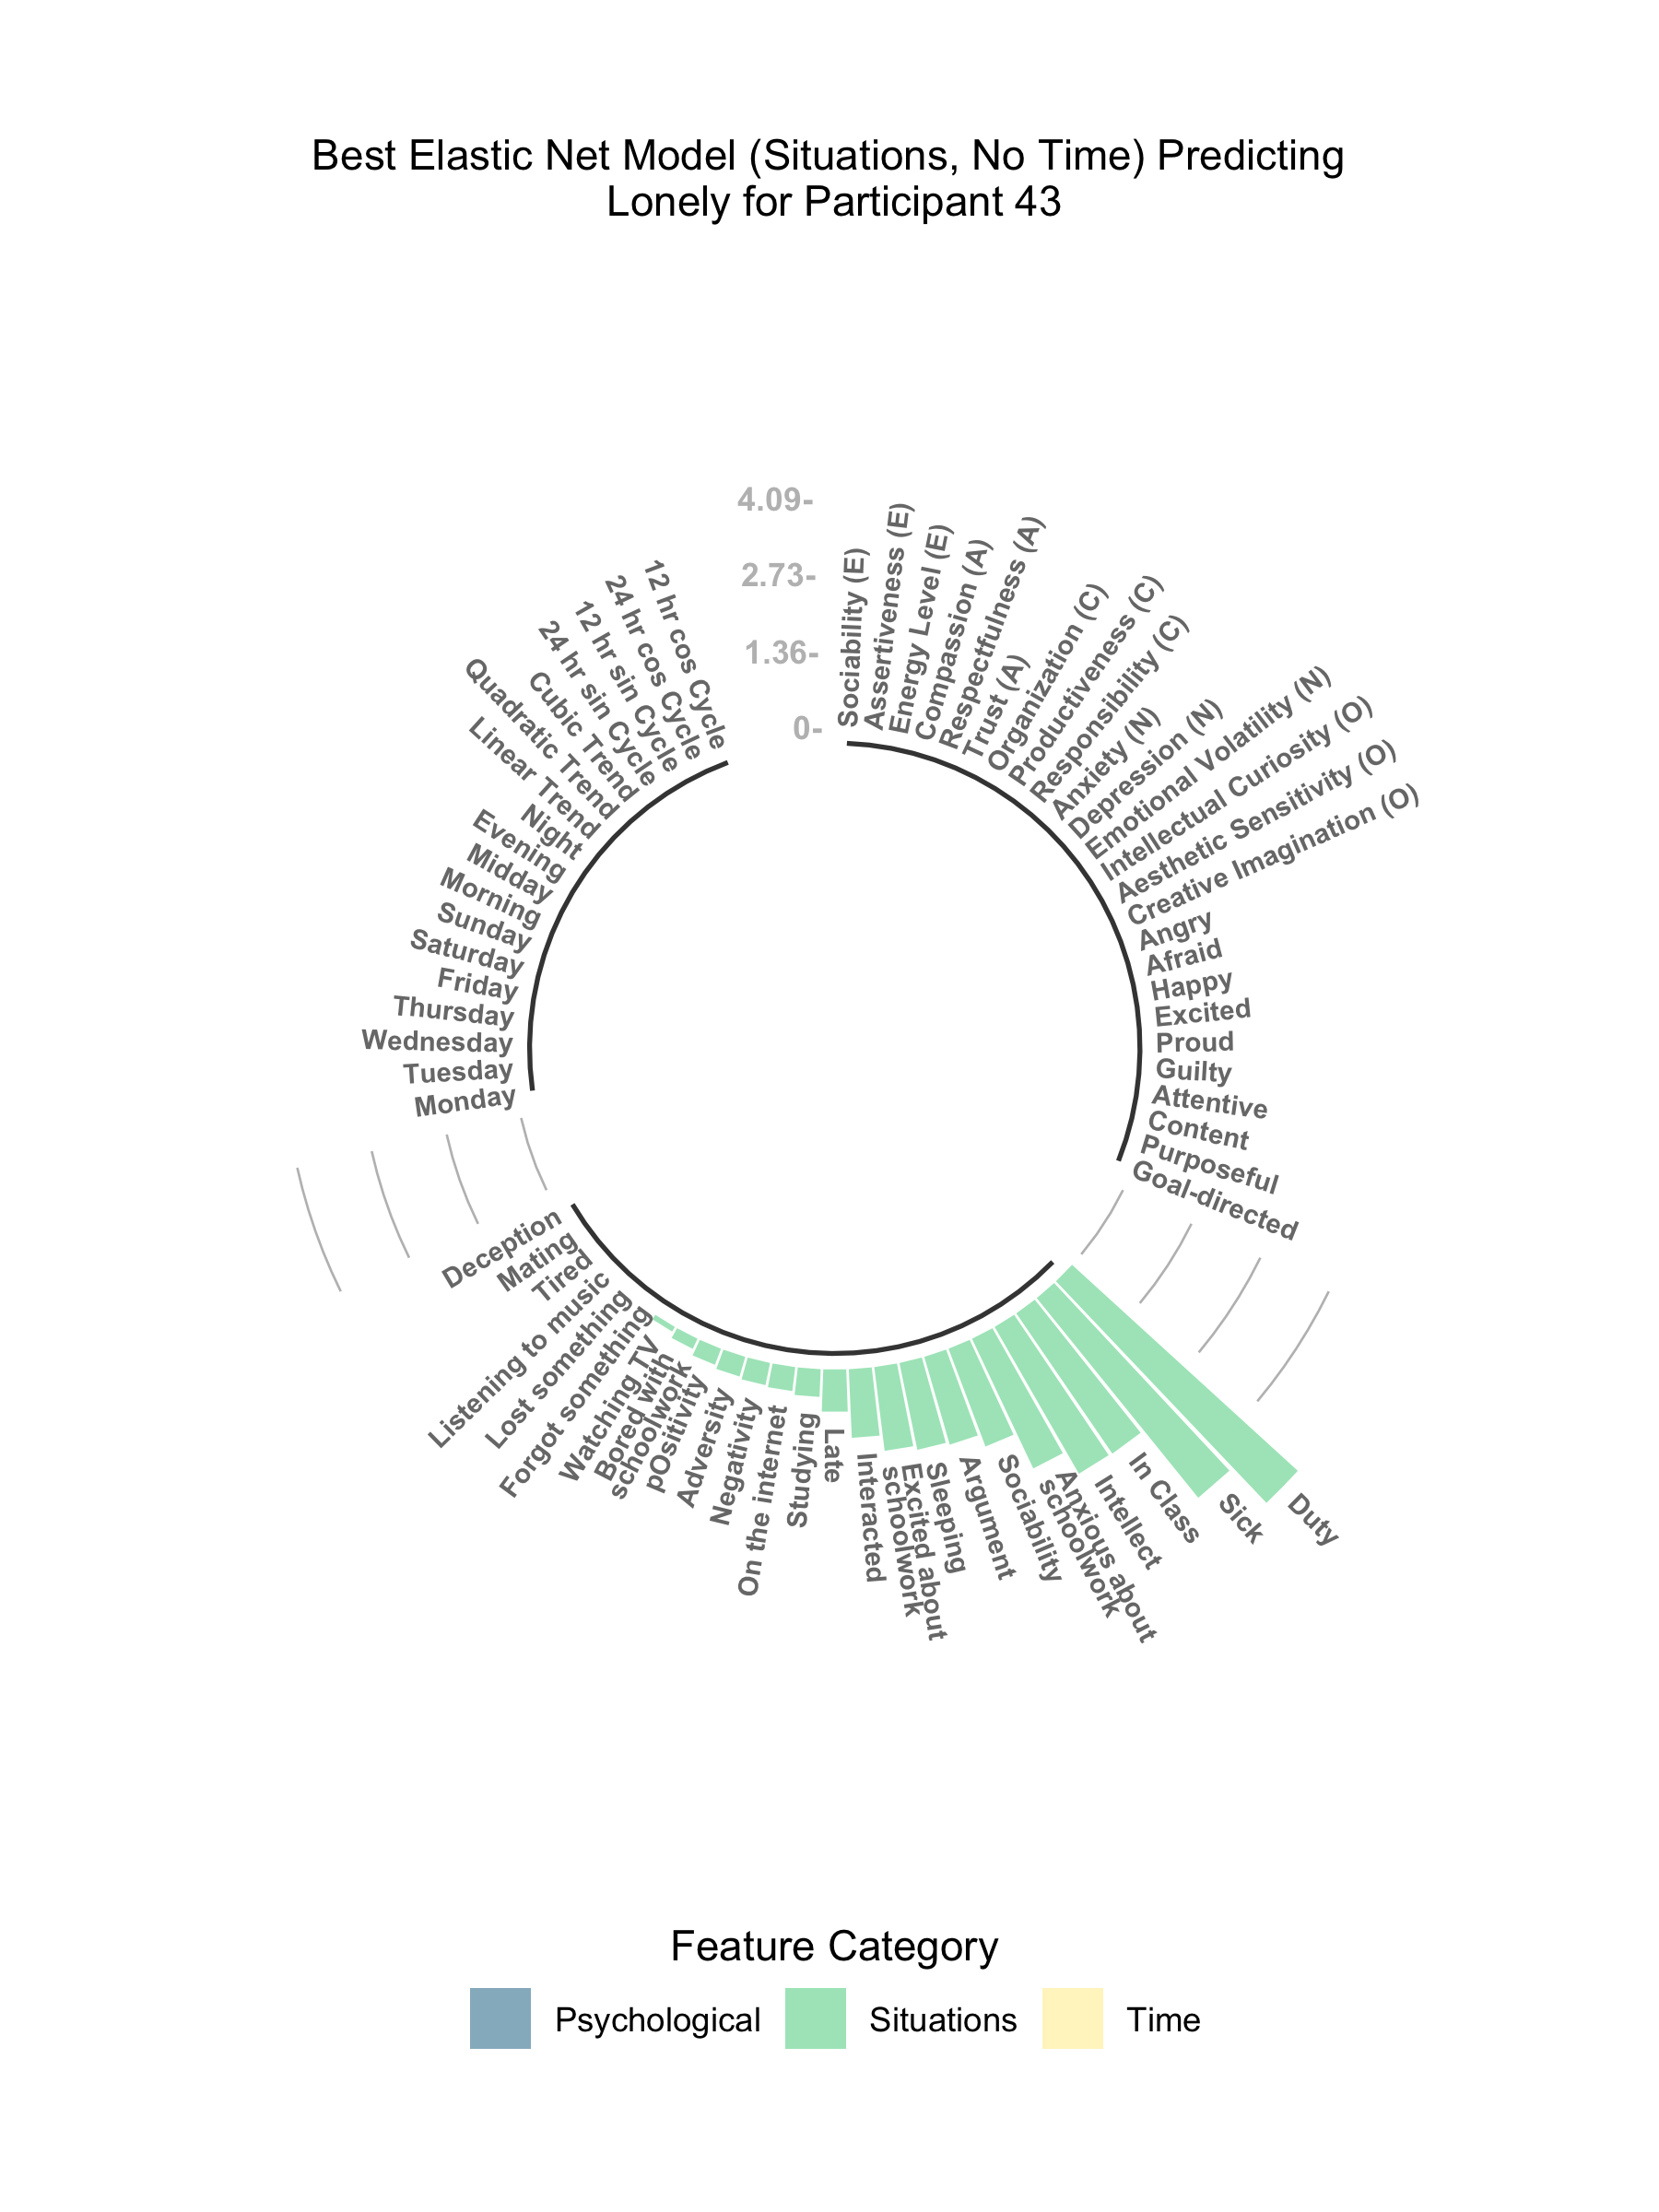 Best Elastic Net Model (Situations, No Time) Predicting
Lonely for Participant 43
4.09-
2.73-
1.36-
0-
Sociability (E)
Assertiveness (E)
Energy Level (E)
Compassion (A)
Respectfulness (A)
Trust (A)
Organization (C)
Productiveness (C)
Responsibility (C)
Anxiety (N)
Depression (N)
Emotional Volatility (N)
Intellectual Curiosity (O)
Aesthetic Sensitivity (O)
Creative Imagination (O)
Angry
Afraid
Happy
Excited
Proud
Guilty
Attentive
Content
Purposeful
Goal-directed
Duty
Sick
In Class
Intellect
Anxious about
schoolwork
Sociability
Argument
Sleeping
Excited about
schoolwork
Interacted
Late
Studying
On the internet
Negativity
Adversity
pOsitivity
Bored with
schoolwork
Watching TV
Forgot something
Lost something
Listening to music
Tired
Mating
Deception
Monday
Tuesday
Wednesday
Thursday
Friday
Saturday
Sunday
Morning
Midday
Evening
Night
Linear Trend
Quadratic Trend
Cubic Trend
24 hr sin Cycle
12 hr sin Cycle
24 hr cos Cycle
12 hr cos Cycle
Feature Category
Psychological
Situations
Time